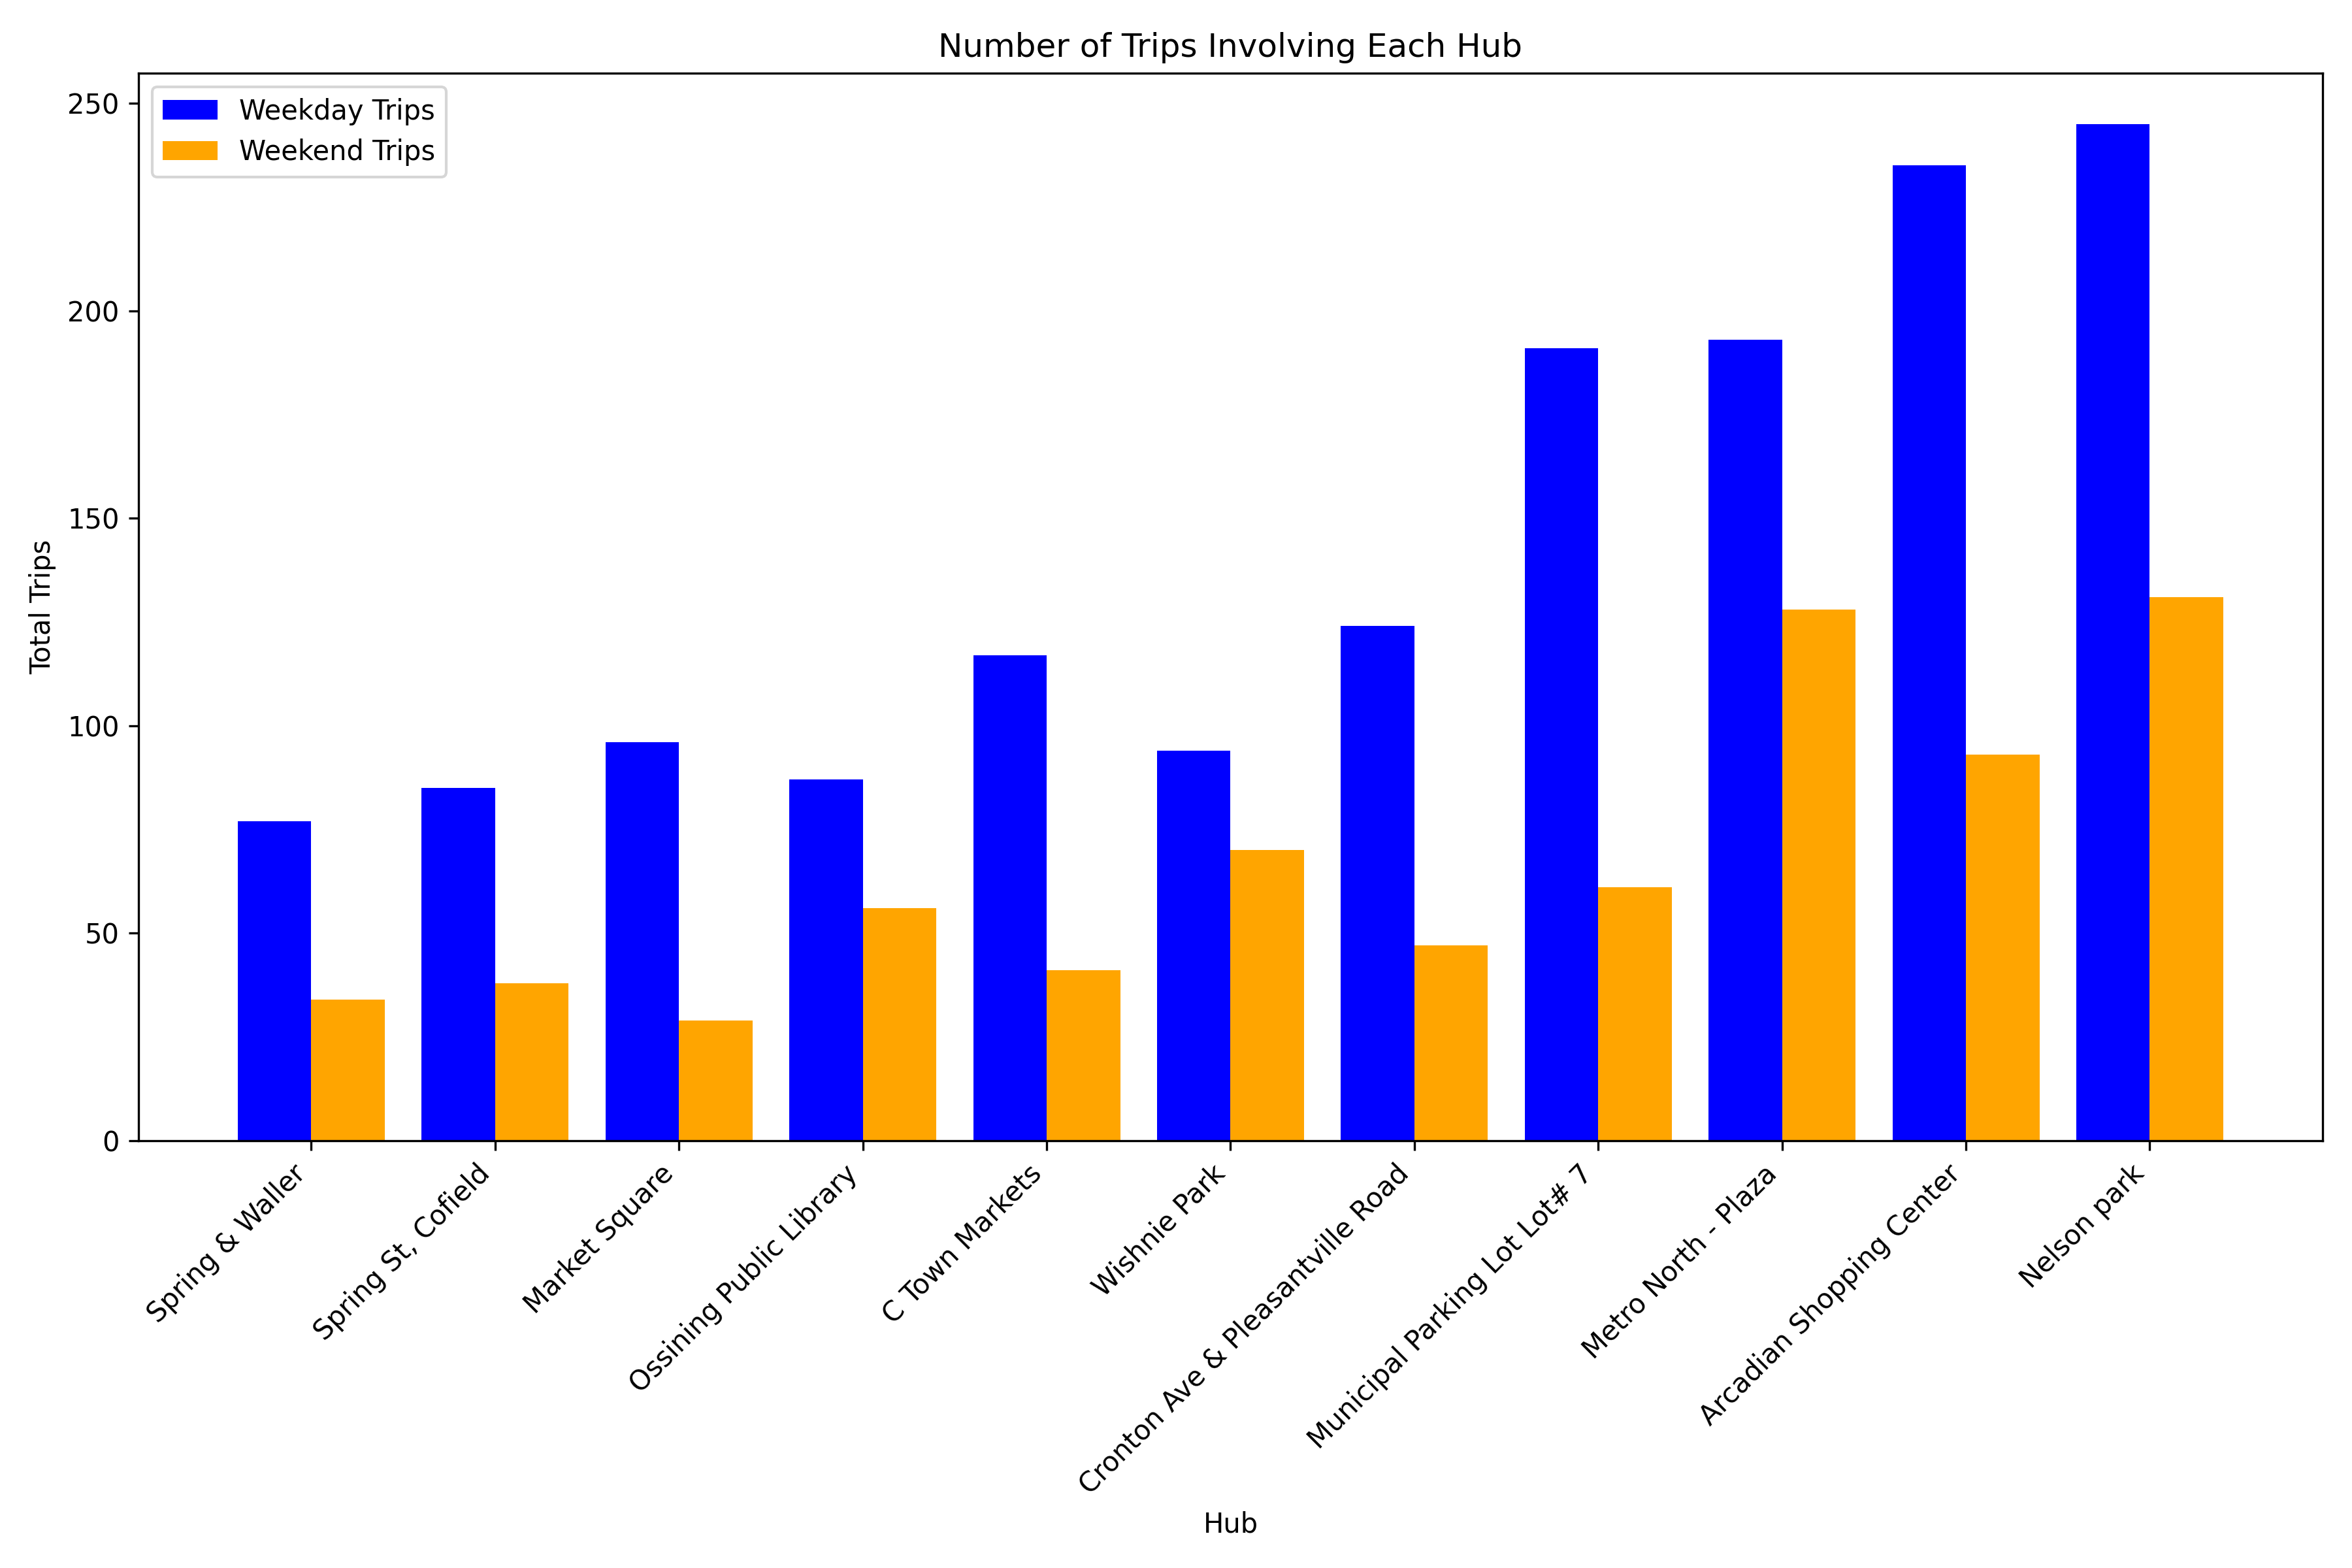 Number of Trips Involving Each Hub
Weekday Trips
Weekend Trips
Total Trips
250
200
150
100
50
0
Spring & Waller
Spring St, Cofield
Market Square
Ossining Public Library
C Town Markets
Wishnie Park
Cronton Ave & Pleasantville Road
Municipal Parking Lot Lot# 7
Metro North - Plaza
Arcadian Shopping Center
Nelson park
Hub